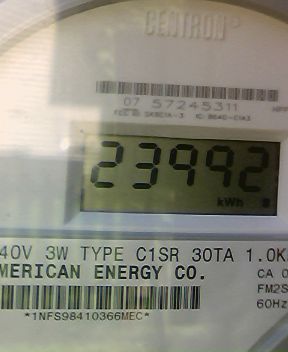 CENTRON
07 57245311
23992
kWh
40V 3W TYPE C1SR 30TA 1.0K
MERICAN ENERGY CO.
CA 0
FM2S
60Hz
*1NFS98410366MEC*